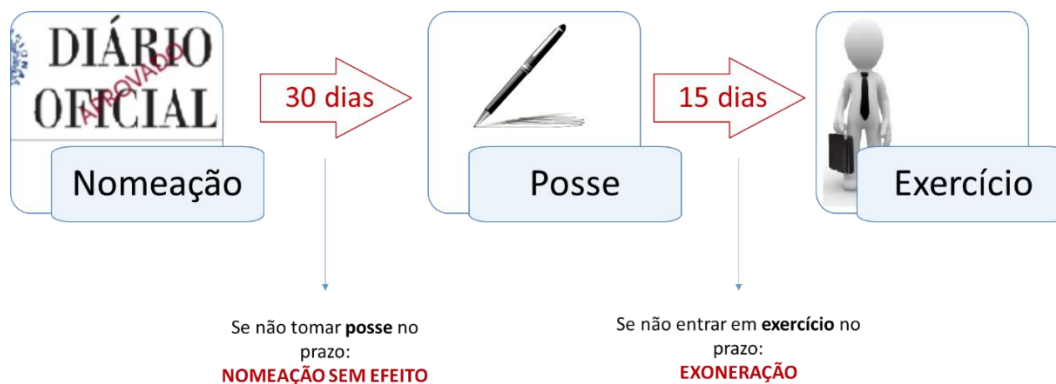 DIÁRIO
OFICIAL
APROVADO
Nomeação
30 dias
Posse
15 dias
Exercício
Se não tomar posse no
prazo:
NOMEAÇÃO SEM EFEITO
Se não entrar em exercício no
prazo:
EXONERAÇÃO